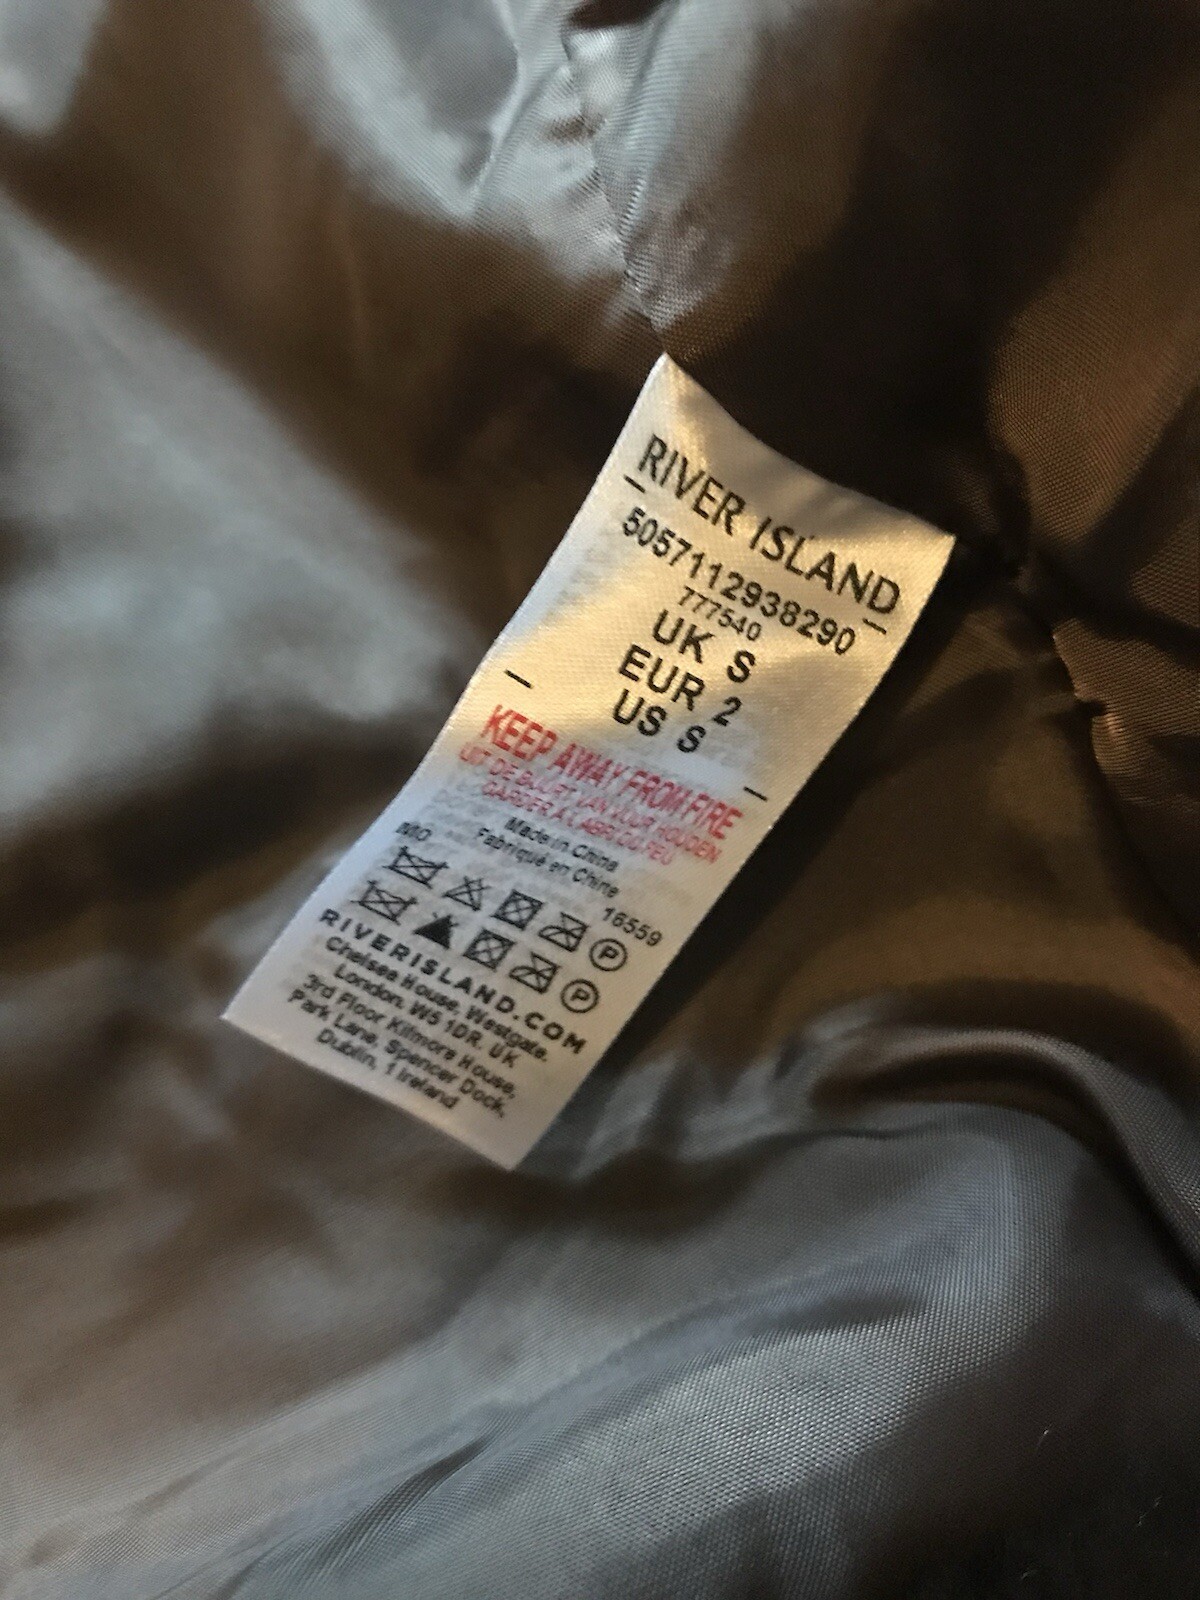 RIVER ISLAND
5057112938290
777540
UK S
EUR 2
US S
KEEP AWAY FROM FIRE
UIT DE BUURT VAN VUUR HOUDEN
GARDER À L'ABRI DU FEU
Made in China
MO Fabriqué en Chine
16559
P
P
RIVERISLAND.COM
Chelsea House, Westgate,
London. W5 1DR. UK
3rd Floor Kilmore House,
Park Lane, Spencer Dock,
Dublin, 1 Ireland